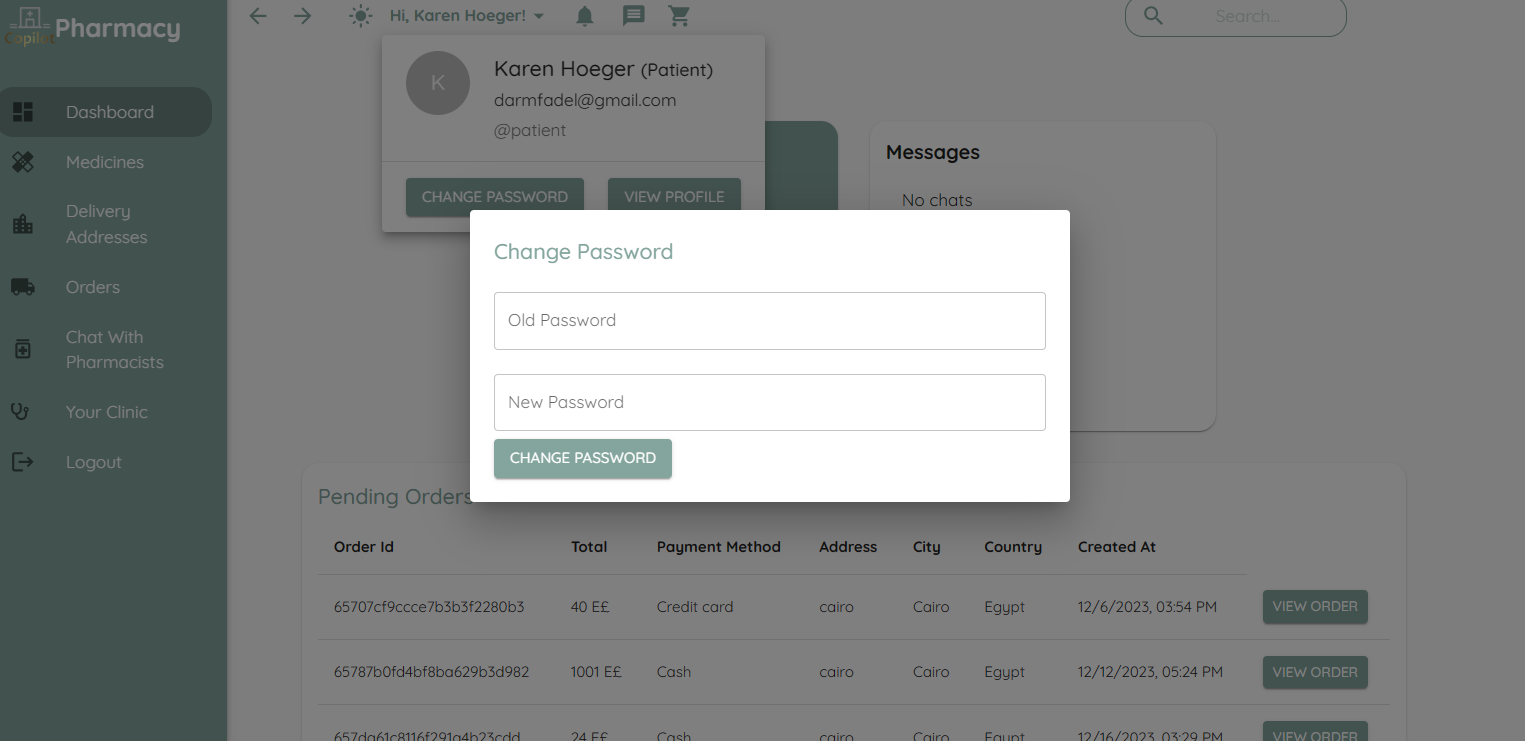 Copilot
Pharmacy
Hi, Karen Hoeger!
Search...
Dashboard
Medicines
Delivery
Addresses
Orders
Chat With
Pharmacists
Your Clinic
Logout
K
Karen Hoeger (Patient)
darmfadel@gmail.com
@patient
CHANGE PASSWORD VIEW PROFILE
Messages
No chats
Change Password
Old Password
New Password
CHANGE PASSWORD
Pending Orders
Order Id Total Payment Method Address City Country Created At
65707cf9ccce7b3b3f2280b3 40 E£ Credit card cairo Cairo Egypt 12/6/2023, 03:54 PM VIEW ORDER
65787b0fd4bf8ba629b3d982 1001 E£ Cash cairo Cairo Egypt 12/12/2023, 05:24 PM VIEW ORDER
657da61c8116f291a4b23cdd 24 E£ Cash cairo Cairo Egypt 12/16/2023, 03:29 PM VIEW ORDER